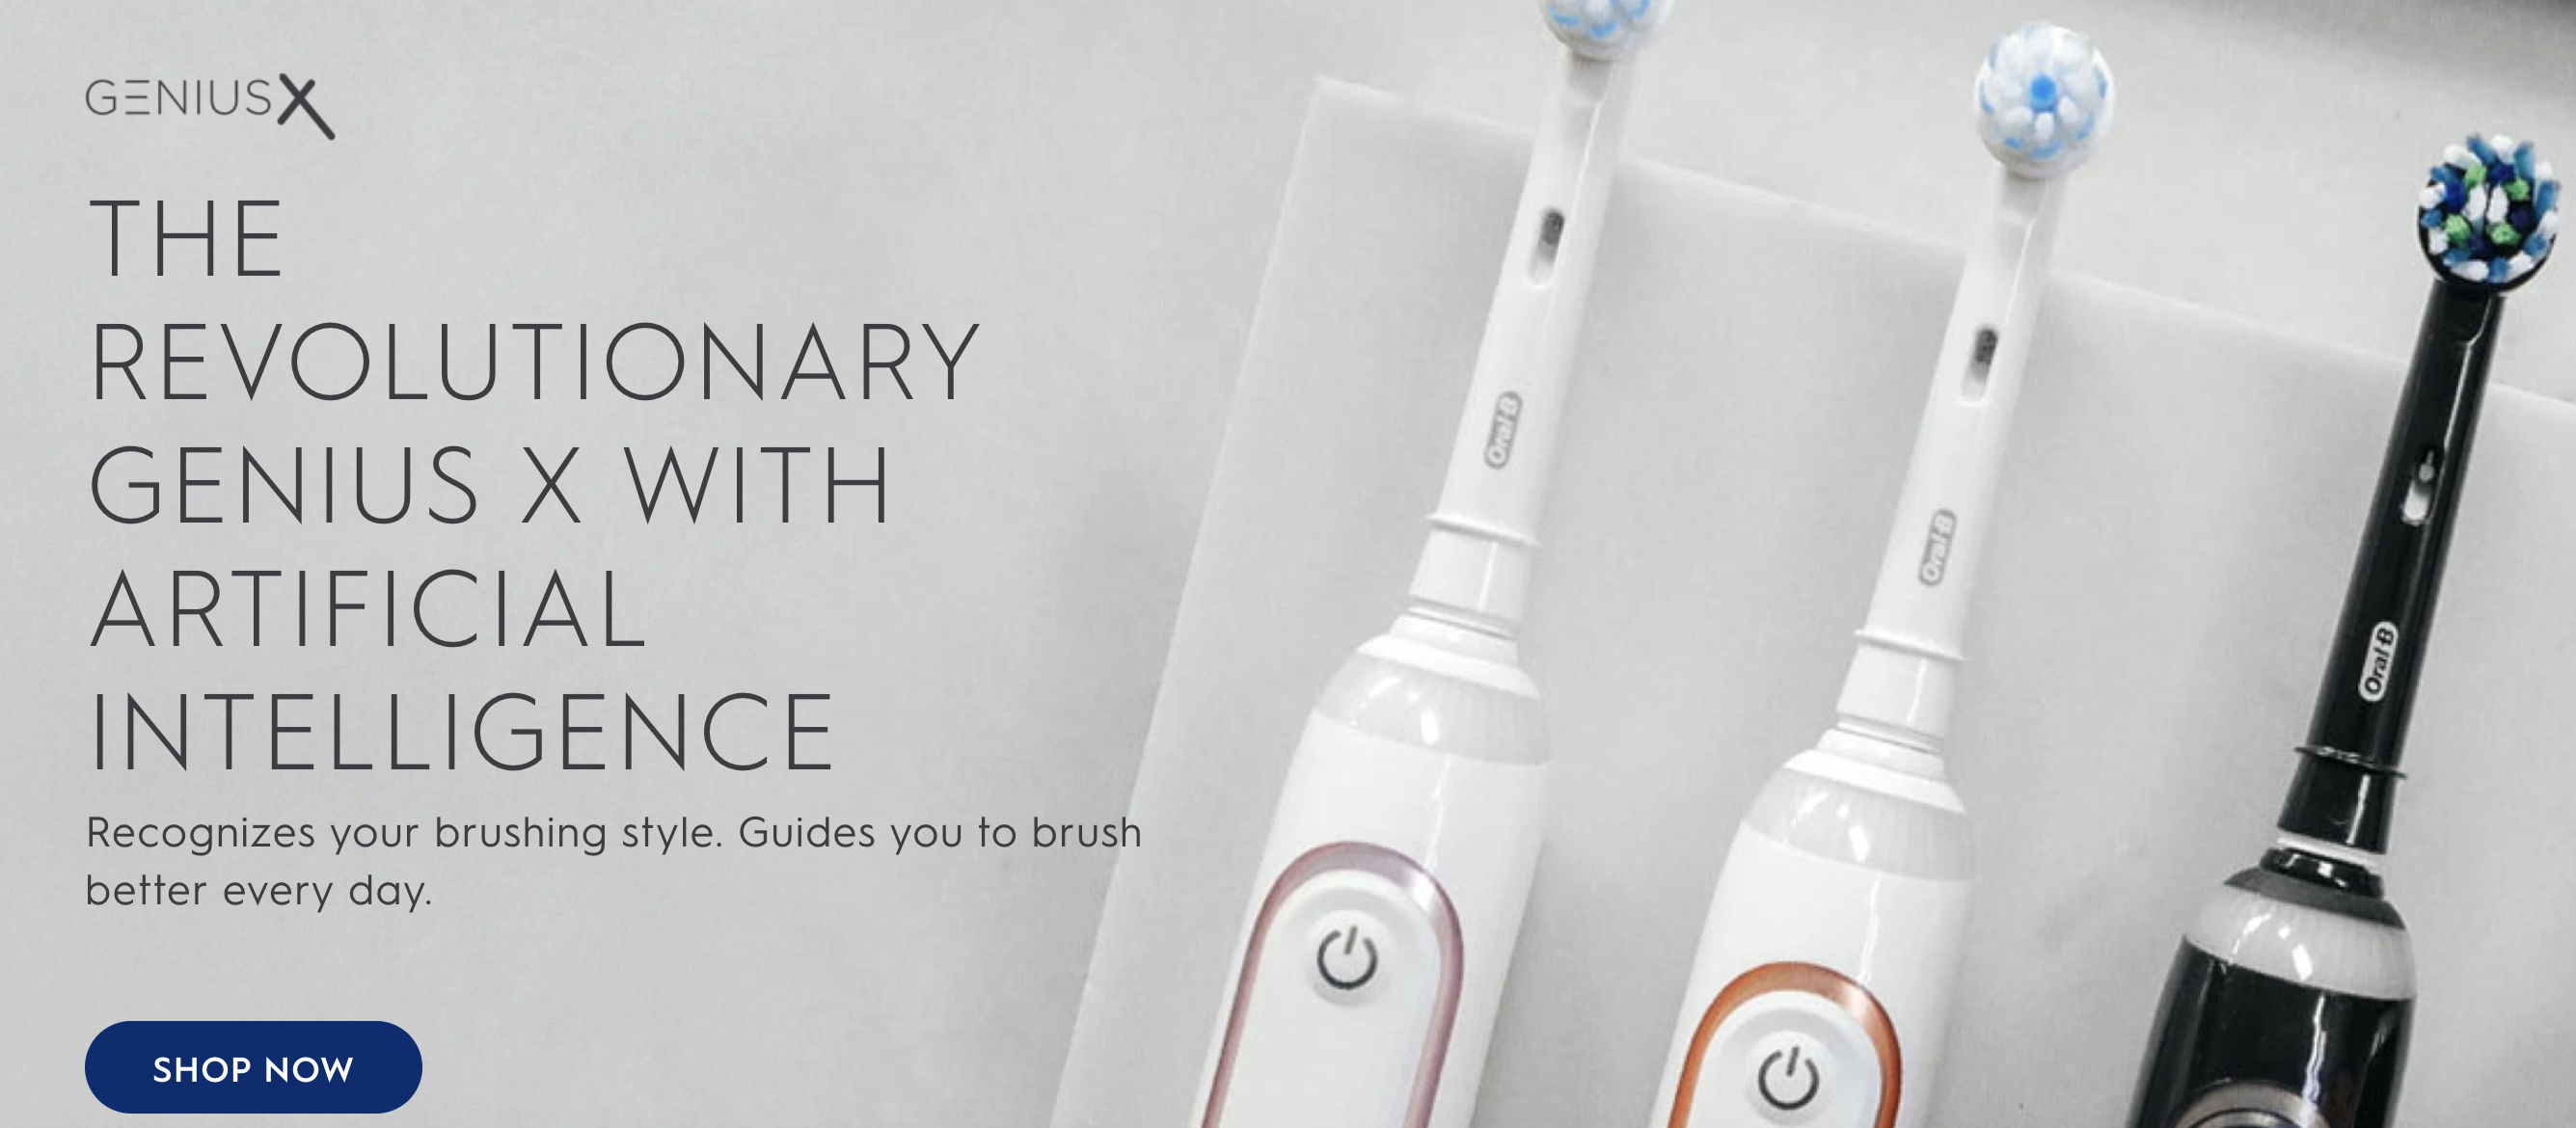 GENIUSX
THE
REVOLUTIONARY
GENIUS X WITH
ARTIFICIAL
INTELLIGENCE
Recognizes your brushing style. Guides you to brush
better every day.
SHOP NOW
Oral-B
Oral-B
Oral-B